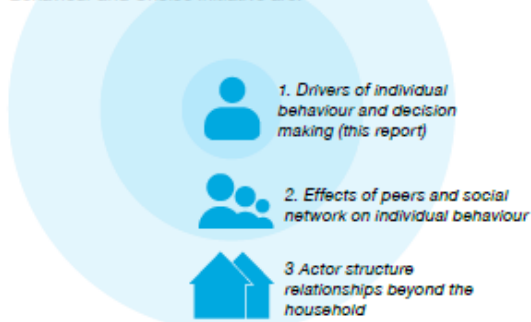 1. Drivers of individual
behaviour and decision
making (this report)
2. Effects of peers and social
network on individual behaviour
3 Actor structure
relationships beyond the
household